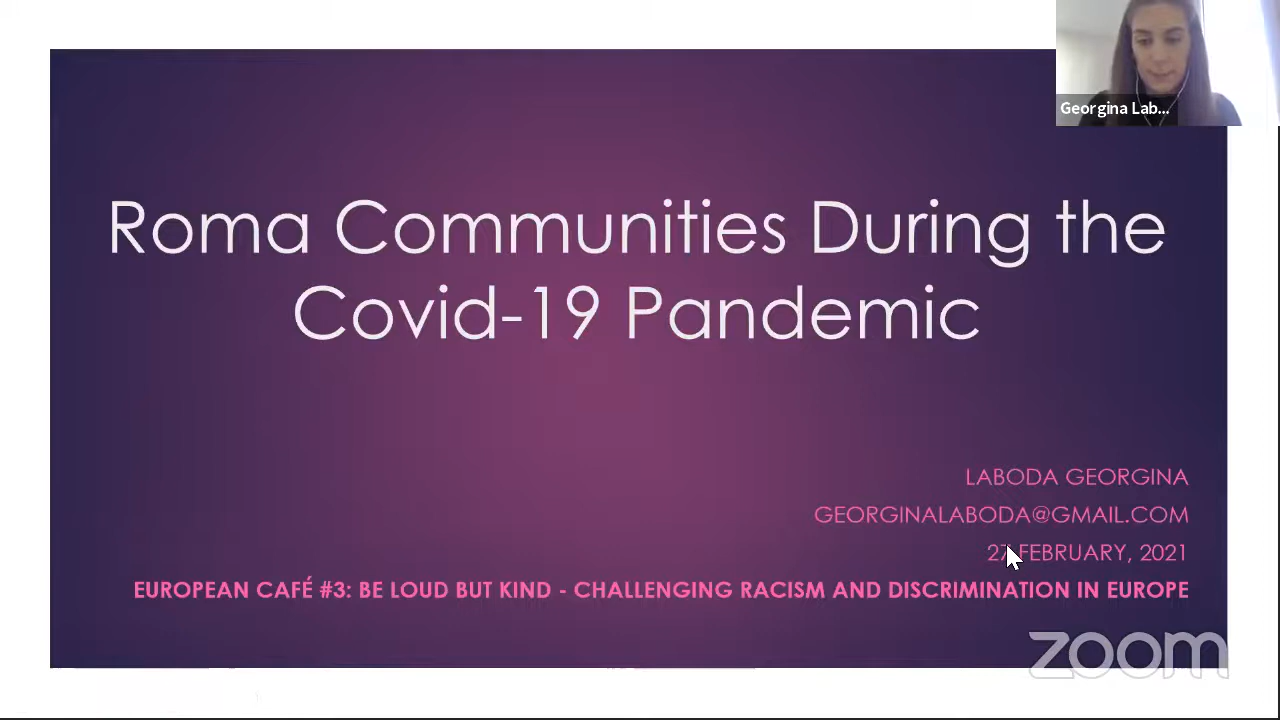 Georgina Lab...
Roma Communities During the
Covid-19 Pandemic
LABODA GEORGINA
GEORGINALABODA@GMAIL.COM
27 FEBRUARY, 2021
EUROPEAN CAFÉ #3: BE LOUD BUT KIND - CHALLENGING RACISM AND DISCRIMINATION IN EUROPE
zoom